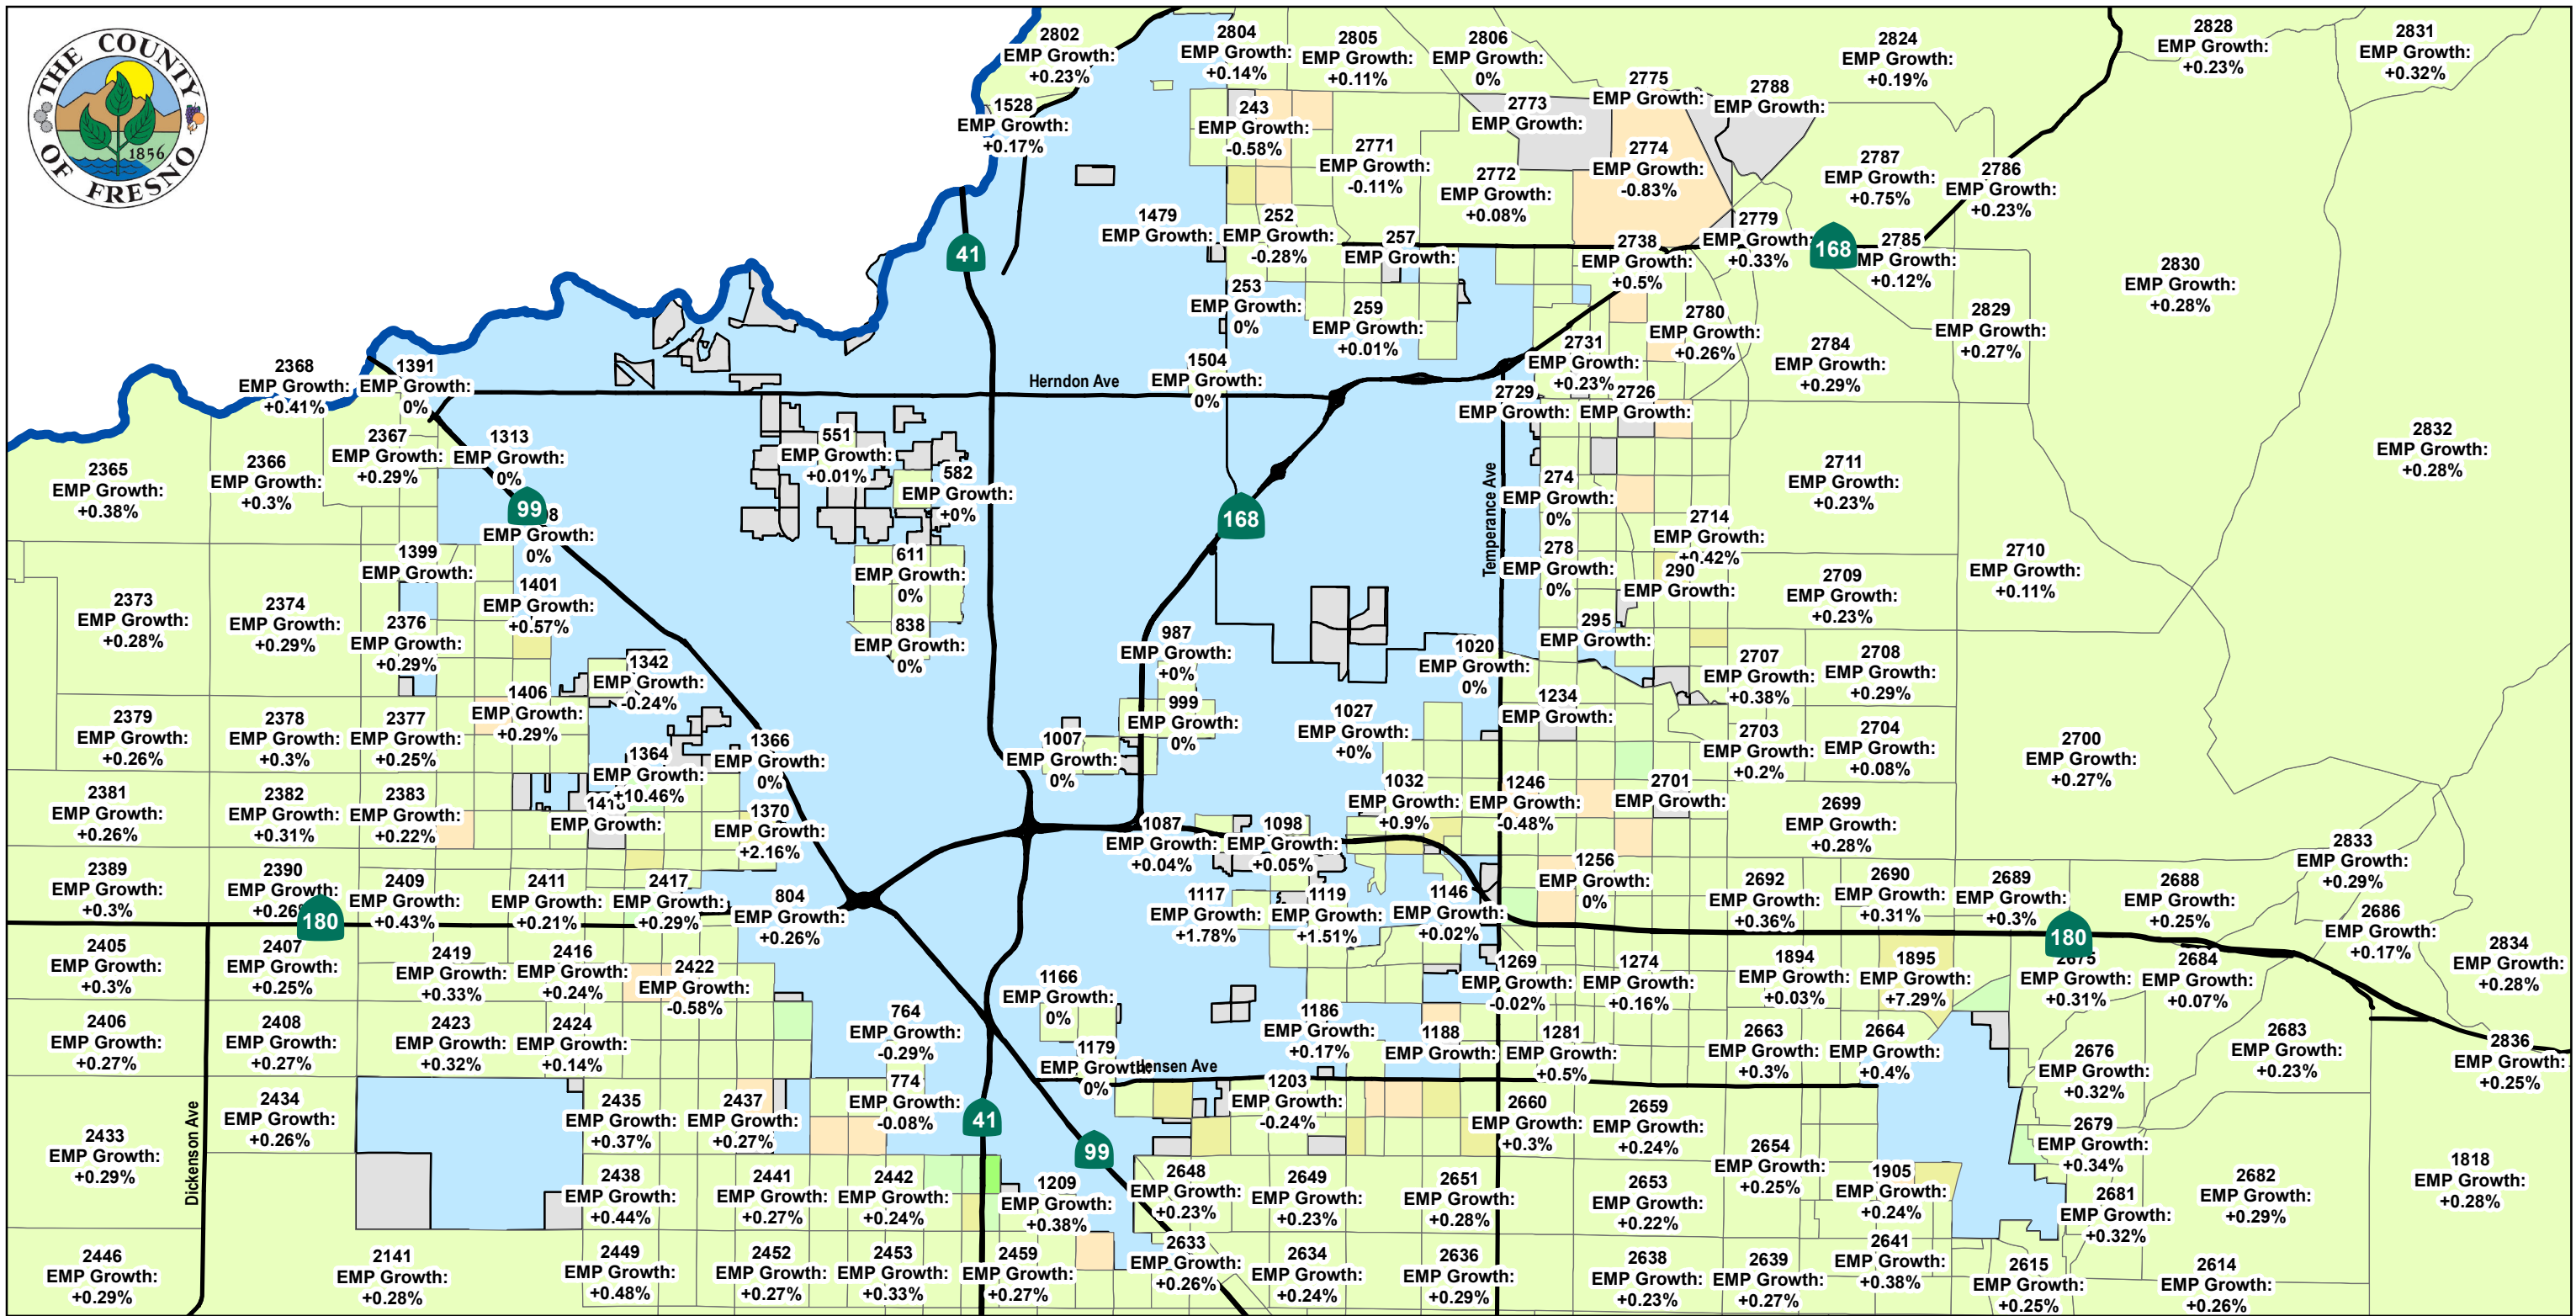 THE COUNTY
OF FRESNO
1856
2802
EMP Growth:
+0.23%
2804
EMP Growth:
+0.14%
2805
EMP Growth:
+0.11%
2806
EMP Growth:
0%
2824
EMP Growth:
+0.19%
2828
EMP Growth:
+0.23%
2831
EMP Growth:
+0.32%
1528
EMP Growth:
+0.17%
243
EMP Growth:
-0.58%
2773
EMP Growth:
2775
EMP Growth:
2788
EMP Growth:
2771
EMP Growth:
-0.11%
2772
EMP Growth:
+0.08%
2774
EMP Growth:
-0.83%
2787
EMP Growth:
+0.75%
2786
EMP Growth:
+0.23%
1479
EMP Growth:
252
EMP Growth:
-0.28%
257
EMP Growth:
2738
EMP Growth:
+0.5%
2779
EMP Growth:
+0.33%
168
2785
MP Growth:
+0.12%
41
253
EMP Growth:
0%
259
EMP Growth:
+0.01%
2780
EMP Growth:
+0.26%
2829
EMP Growth:
+0.27%
2830
EMP Growth:
+0.28%
2368
EMP Growth:
+0.41%
1391
EMP Growth:
0%
Herndon Ave
1504
EMP Growth:
0%
2731
EMP Growth:
+0.23%
2784
EMP Growth:
+0.29%
2729
EMP Growth:
2726
EMP Growth:
2365
EMP Growth:
+0.38%
2366
EMP Growth:
+0.3%
2367
EMP Growth:
+0.29%
1313
EMP Growth:
0%
551
EMP Growth:
+0.01%
582
EMP Growth:
+0%
2832
EMP Growth:
+0.28%
2711
EMP Growth:
+0.23%
274
EMP Growth:
0%
Temperance Ave
99
8
EMP Growth:
0%
168
2714
EMP Growth:
+0.42%
278
EMP Growth:
0%
290
EMP Growth:
2709
EMP Growth:
+0.23%
2710
EMP Growth:
+0.11%
1399
EMP Growth:
611
EMP Growth:
0%
1401
EMP Growth:
+0.57%
2373
EMP Growth:
+0.28%
2374
EMP Growth:
+0.29%
2376
EMP Growth:
+0.29%
838
EMP Growth:
0%
987
EMP Growth:
+0%
1020
EMP Growth:
0%
295
EMP Growth:
1342
EMP Growth:
-0.24%
2707
EMP Growth:
+0.38%
2708
EMP Growth:
+0.29%
2379
EMP Growth:
+0.26%
2378
EMP Growth:
+0.3%
2377
EMP Growth:
+0.25%
1406
EMP Growth:
+0.29%
999
EMP Growth:
0%
1027
EMP Growth:
+0%
1234
EMP Growth:
2703
EMP Growth:
+0.2%
2704
EMP Growth:
+0.08%
2700
EMP Growth:
+0.27%
1364
EMP Growth:
+10.46%
1366
EMP Growth:
0%
1007
EMP Growth:
0%
2381
EMP Growth:
+0.26%
2382
EMP Growth:
+0.31%
2383
EMP Growth:
+0.22%
EMP Growth:
1370
EMP Growth:
+2.16%
1032
EMP Growth:
+0.9%
1246
EMP Growth:
-0.48%
2701
EMP Growth:
2699
EMP Growth:
+0.28%
1087
EMP Growth:
+0.04%
1098
EMP Growth:
+0.05%
2833
EMP Growth:
+0.29%
2389
EMP Growth:
+0.3%
2390
EMP Growth:
180
2409
EMP Growth:
+0.43%
2411
EMP Growth:
+0.21%
2417
EMP Growth:
+0.29%
804
EMP Growth:
+0.26%
1117
EMP Growth:
+1.78%
1119
EMP Growth:
+1.51%
1146
EMP Growth:
+0.02%
1256
EMP Growth:
0%
2692
EMP Growth:
+0.36%
2690
EMP Growth:
+0.31%
2689
EMP Growth:
+0.3%
2688
EMP Growth:
+0.25%
2686
EMP Growth:
+0.17%
180
2405
EMP Growth:
+0.3%
2407
EMP Growth:
+0.25%
2419
EMP Growth:
+0.33%
2416
EMP Growth:
+0.24%
2422
EMP Growth:
-0.58%
1166
EMP Growth:
0%
1269
EMP Growth:
-0.02%
1274
EMP Growth:
+0.16%
1894
EMP Growth:
+0.03%
1895
EMP Growth:
+7.29%
2675
EMP Growth:
+0.31%
2684
EMP Growth:
+0.07%
2834
EMP Growth:
+0.28%
2406
EMP Growth:
+0.27%
2408
EMP Growth:
+0.27%
2423
EMP Growth:
+0.32%
2424
EMP Growth:
+0.14%
764
EMP Growth:
-0.29%
1179
EMP Growth:
0%
Jensen Ave
1186
EMP Growth:
+0.17%
1188
EMP Growth:
1281
EMP Growth:
+0.5%
2663
EMP Growth:
+0.3%
2664
EMP Growth:
+0.4%
2676
EMP Growth:
+0.32%
2683
EMP Growth:
+0.23%
2836
EMP Growth:
+0.25%
2433
EMP Growth:
+0.29%
Dickenson Ave
2434
EMP Growth:
+0.26%
2435
EMP Growth:
+0.37%
2437
EMP Growth:
+0.27%
774
EMP Growth:
-0.08%
41
99
1203
EMP Growth:
-0.24%
2660
EMP Growth:
+0.3%
2659
EMP Growth:
+0.24%
2654
EMP Growth:
+0.25%
2679
EMP Growth:
+0.34%
2438
EMP Growth:
+0.44%
2441
EMP Growth:
+0.27%
2442
EMP Growth:
+0.24%
1209
EMP Growth:
+0.38%
2648
EMP Growth:
+0.23%
2649
EMP Growth:
+0.23%
2651
EMP Growth:
+0.28%
2653
EMP Growth:
+0.22%
1905
EMP Growth:
+0.24%
2681
EMP Growth:
+0.32%
2682
EMP Growth:
+0.29%
1818
EMP Growth:
+0.28%
2446
EMP Growth:
+0.29%
2141
EMP Growth:
+0.28%
2449
EMP Growth:
+0.48%
2452
EMP Growth:
+0.27%
2453
EMP Growth:
+0.33%
2459
EMP Growth:
+0.27%
2633
EMP Growth:
+0.26%
2634
EMP Growth:
+0.24%
2636
EMP Growth:
+0.29%
2638
EMP Growth:
+0.23%
2639
EMP Growth:
+0.27%
2641
EMP Growth:
+0.38%
2615
EMP Growth:
+0.25%
2614
EMP Growth:
+0.26%